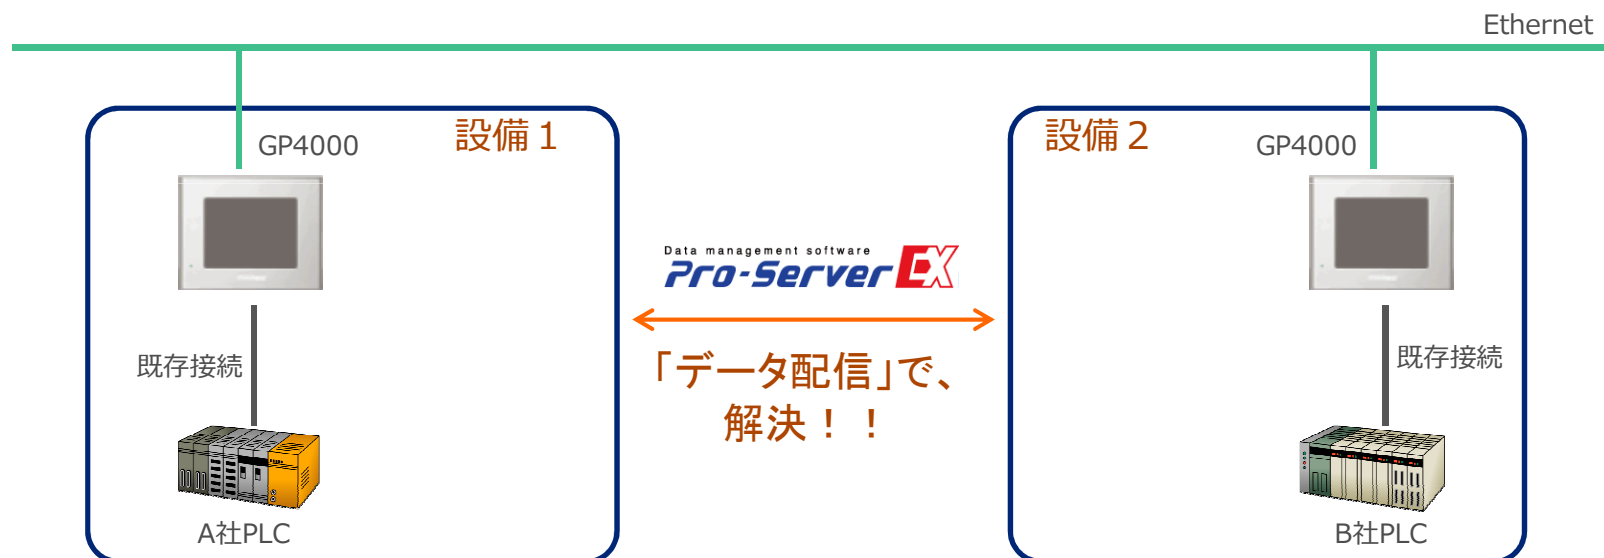 Ethernet
GP4000
設備1
設備2
GP4000
Data management software
Pro-Server EX
既存接続
「データ配信」で、
解決！！
既存接続
A社PLC
B社PLC